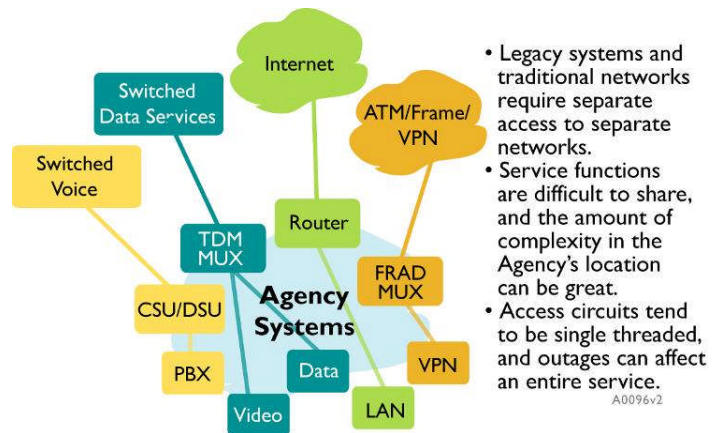 Internet
Switched
Data Services
ATM/Frame/
VPN
Switched
Voice
Router
TDM
MUX
FRAD
MUX
CSU/DSU
Agency
Systems
PBX
Data
VPN
Video
LAN
• Legacy systems and
traditional networks
require separate
access to separate
networks.
• Service functions
are difficult to share,
and the amount of
complexity in the
Agency's location
can be great.
• Access circuits tend
to be single threaded,
and outages can affect
an entire service.
A0096v2